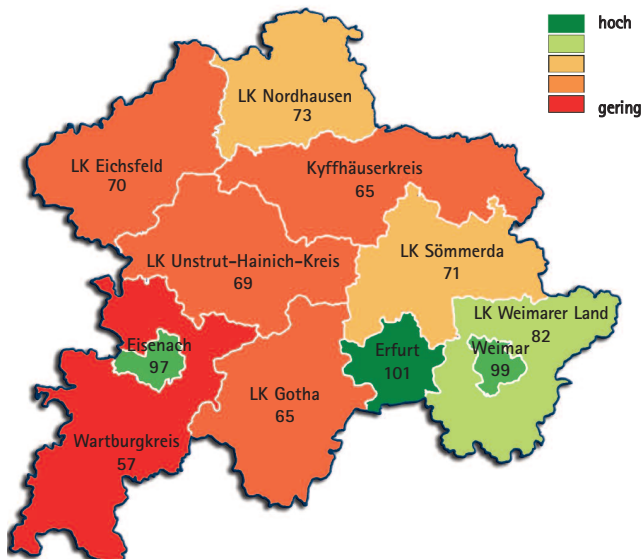 hoch
gering
LK Nordhausen
73
LK Eichsfeld
70
Kyffhäuserkreis
65
LK Unstrut-Hainich-Kreis
69
LK Sömmerda
71
LK Weimarer Land
82
Eisenach
97
Erfurt
101
Weimar
99
LK Gotha
65
Wartburgkreis
57